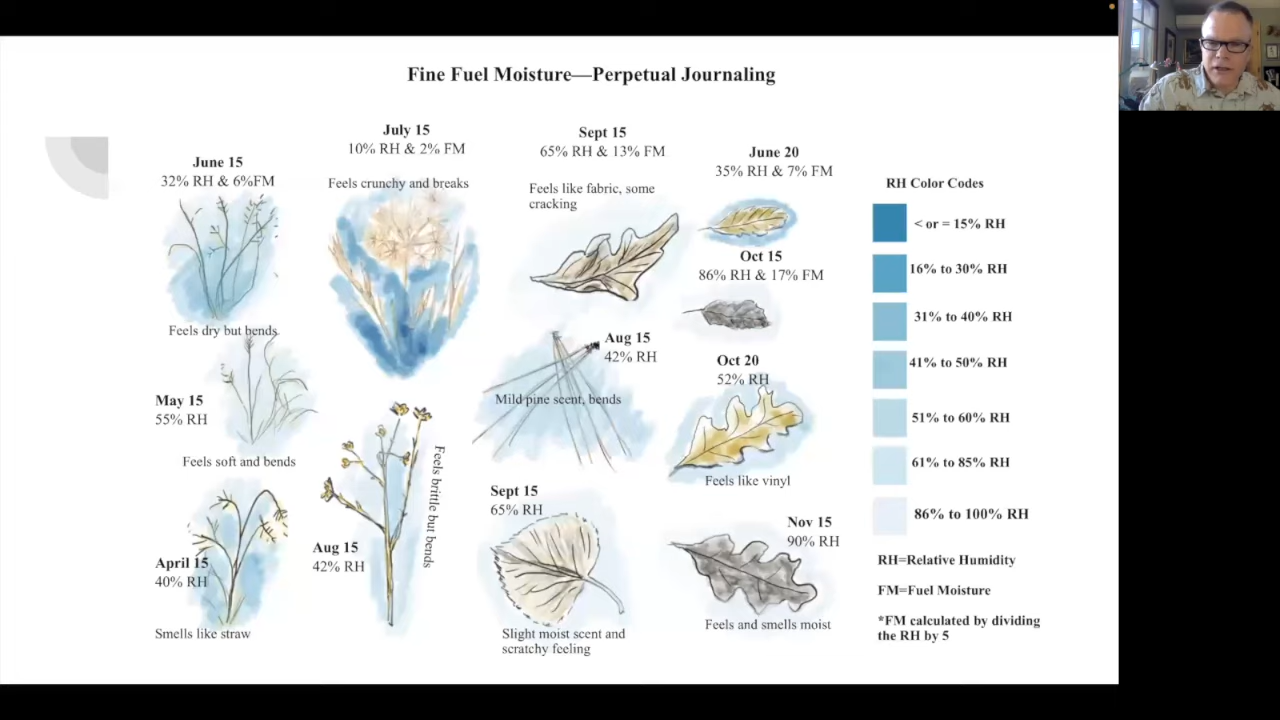 Fine Fuel Moisture—Perpetual Journaling
June 15
32% RH & 6%FM
Feels dry but bends
July 15
10% RH & 2% FM
Feels crunchy and breaks
Sept 15
65% RH & 13% FM
Feels like fabric, some
cracking
June 20
35% RH & 7% FM
Oct 15
86% RH & 17% FM
May 15
55% RH
Feels soft and bends
Aug 15
42% RH
Mild pine scent, bends
Oct 20
52% RH
Feels like vinyl
April 15
40% RH
Smells like straw
Aug 15
42% RH
Feels brittle but bends
Sept 15
65% RH
Slight moist scent and
scratchy feeling
Nov 15
90% RH
Feels and smells moist
RH Color Codes
< or = 15% RH
16% to 30% RH
31% to 40% RH
41% to 50% RH
51% to 60% RH
61% to 85% RH
86% to 100% RH
RH=Relative Humidity
FM=Fuel Moisture
*FM calculated by dividing
the RH by 5